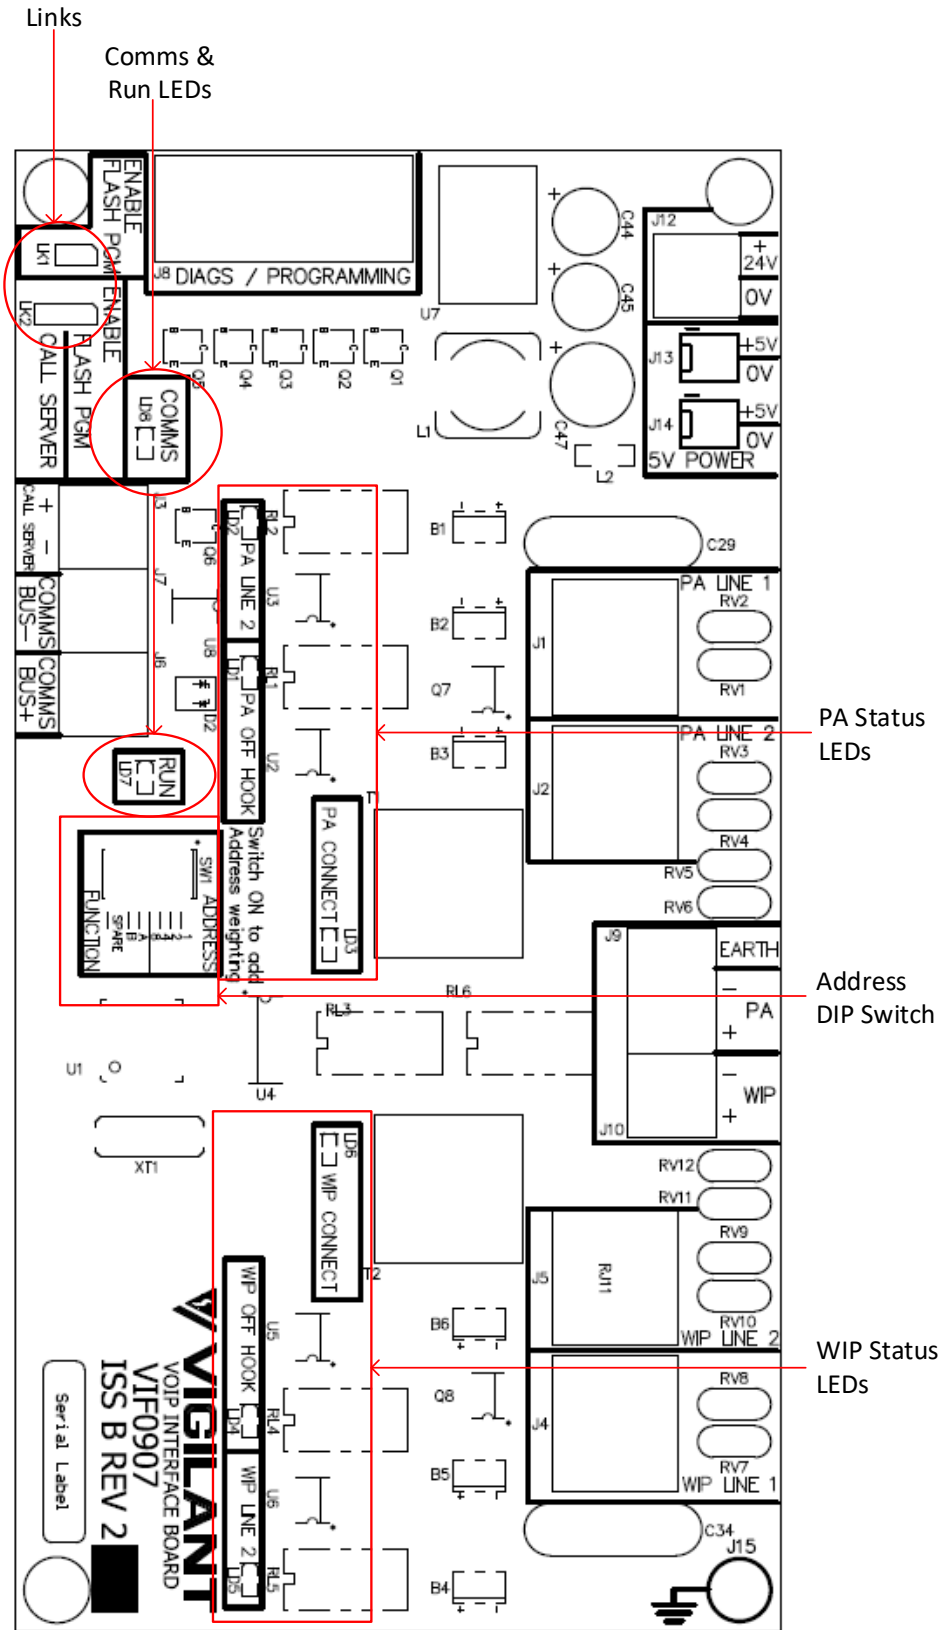 Links
Comms &
Run LEDs
ENABLE
FLASH PGM
LK1
LK2
ENABLE
FLASH PGM
CALL SERVER
J8 DIAGS / PROGRAMMING
U7
C44
C45
C47
L1
L2
J12
+
24V
0V
J13
+5V
0V
J14
+5V
0V
5V POWER
B C E Q5
B C E Q4
B C E Q3
B C E Q2
B C E Q1
COMMS
LD8
J3
+ -
CALL SERVER
J7
COMMS
BUS-
J6
COMMS
BUS+
B C E Q6
U8
D2
LD2
PA LINE 2
RL2
U3
LD1
PA OFF HOOK
RL1
U2
B1
B2
Q7
B3
C29
PA LINE 1
J1
RV2
RV1
PA LINE 2
J2
RV3
RV4
RV5
RV6
PA Status
LEDs
RUN
LD7
SW1 ADDRESS
1
2
4
8
A
B
SPARE
FUNCTION
Switch ON to add
Address weighting
PA CONNECT
LD3
J9
EARTH
-
PA
+
-
WIP
+
J10
Address
DIP Switch
RL3
RL6
U1
U4
XT1
LD6
WIP CONNECT
T2
RV12
RV11
RV9
RV10
J5
RJ11
WIP LINE 2
WIP OFF HOOK
LD4
U5
RL4
WIP LINE 2
LD5
U6
RL5
B6
Q8
B5
B4
J4
RV8
RV7
WIP LINE 1
WIP Status
LEDs
C34
J15
VIGILANT
VOIP INTERFACE BOARD
VIF0907
ISS B REV 2
Serial Label